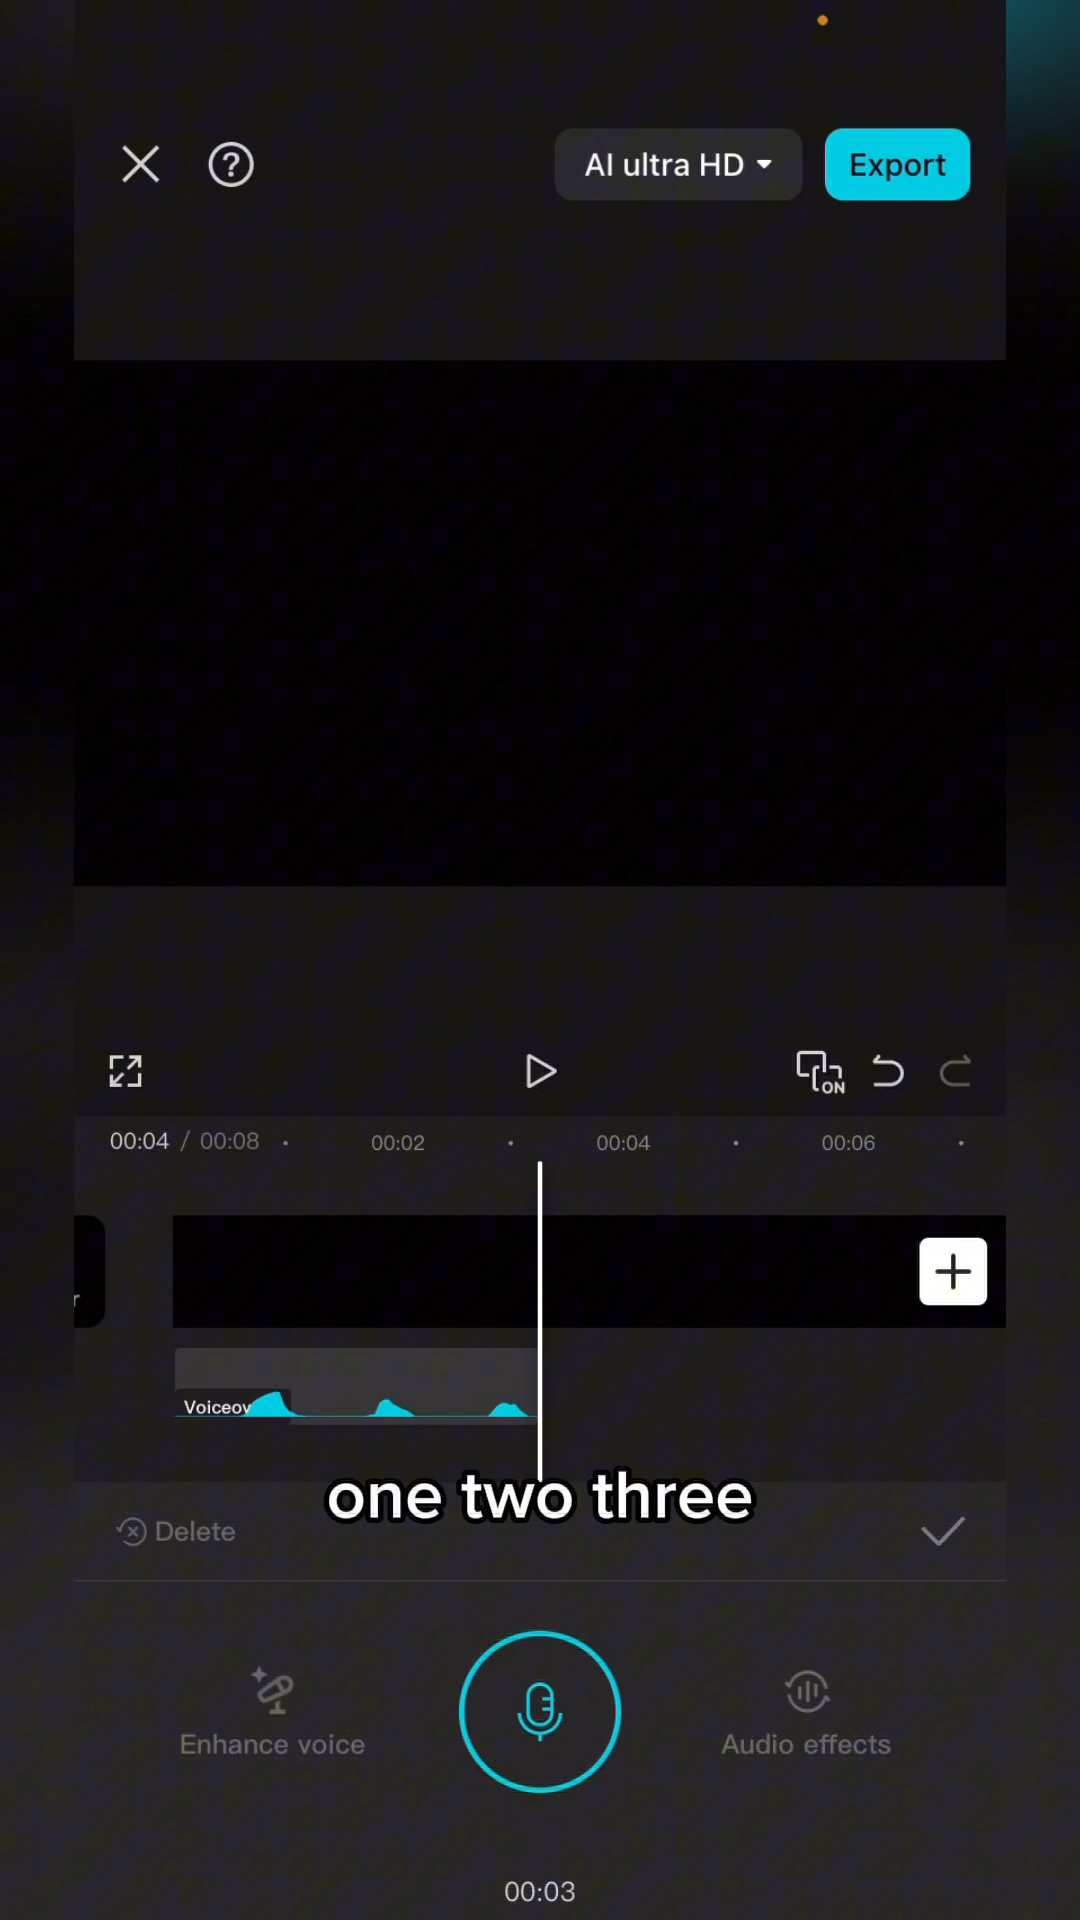 AI ultra HD
Export
ON
00:04 / 00:08
00:02
00:04
00:06
r
Voiceov
one two three
Delete
Enhance voice
Audio effects
00:03